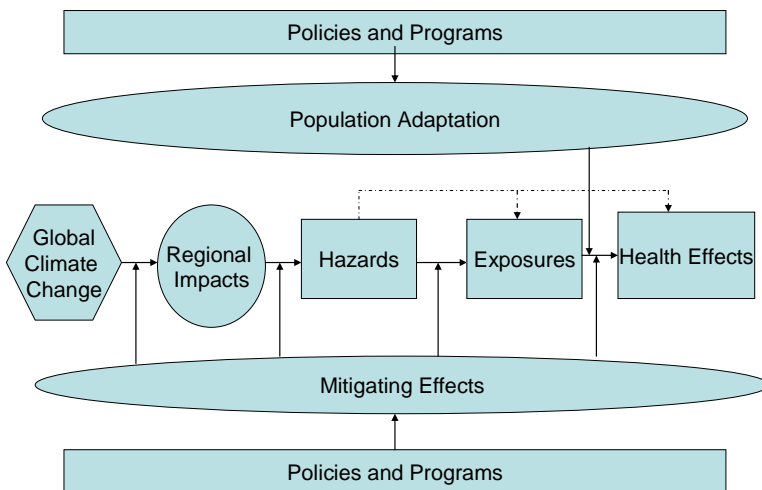 Policies and Programs
Population Adaptation
Global
Climate
Change
Regional
Impacts
Hazards
Exposures
Health Effects
Mitigating Effects
Policies and Programs